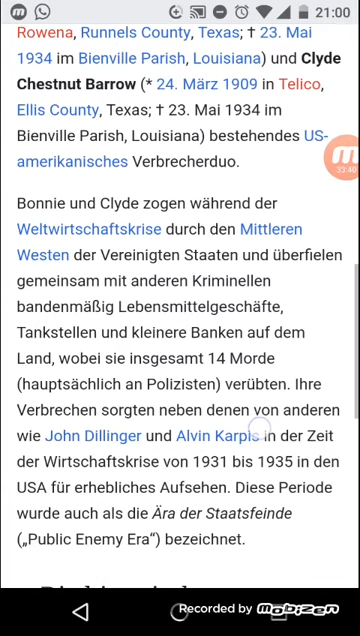 21:00
Rowena, Runnels County, Texas; † 23. Mai
1934 im Bienville Parish, Louisiana) und Clyde
Chestnut Barrow (* 24. März 1909 in Telico,
Ellis County, Texas; † 23. Mai 1934 im
Bienville Parish, Louisiana) bestehendes US-
amerikanisches Verbrecherduo.
33:40
Bonnie und Clyde zogen während der
Weltwirtschaftskrise durch den Mittleren
Westen der Vereinigten Staaten und überfielen
gemeinsam mit anderen Kriminellen
bandenmäßig Lebensmittelgeschäfte,
Tankstellen und kleinere Banken auf dem
Land, wobei sie insgesamt 14 Morde
(hauptsächlich an Polizisten) verübten. Ihre
Verbrechen sorgten neben denen von anderen
wie John Dillinger und Alvin Karpis in der Zeit
der Wirtschaftskrise von 1931 bis 1935 in den
USA für erhebliches Aufsehen. Diese Periode
wurde auch als die Ära der Staatsfeinde
(„Public Enemy Era“) bezeichnet.
Recorded by mobizen